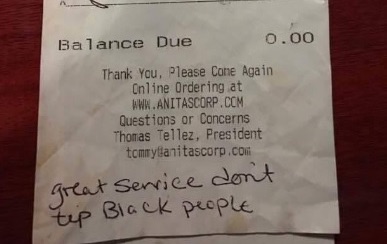 Balance Due 0.00
Thank You, Please Come Again
Online Ordering at
WWW.ANITASCORP.COM
Questions or Concerns
Thomas Tellez, President
tommy@anitascorp.com
great service don't
tip Black people